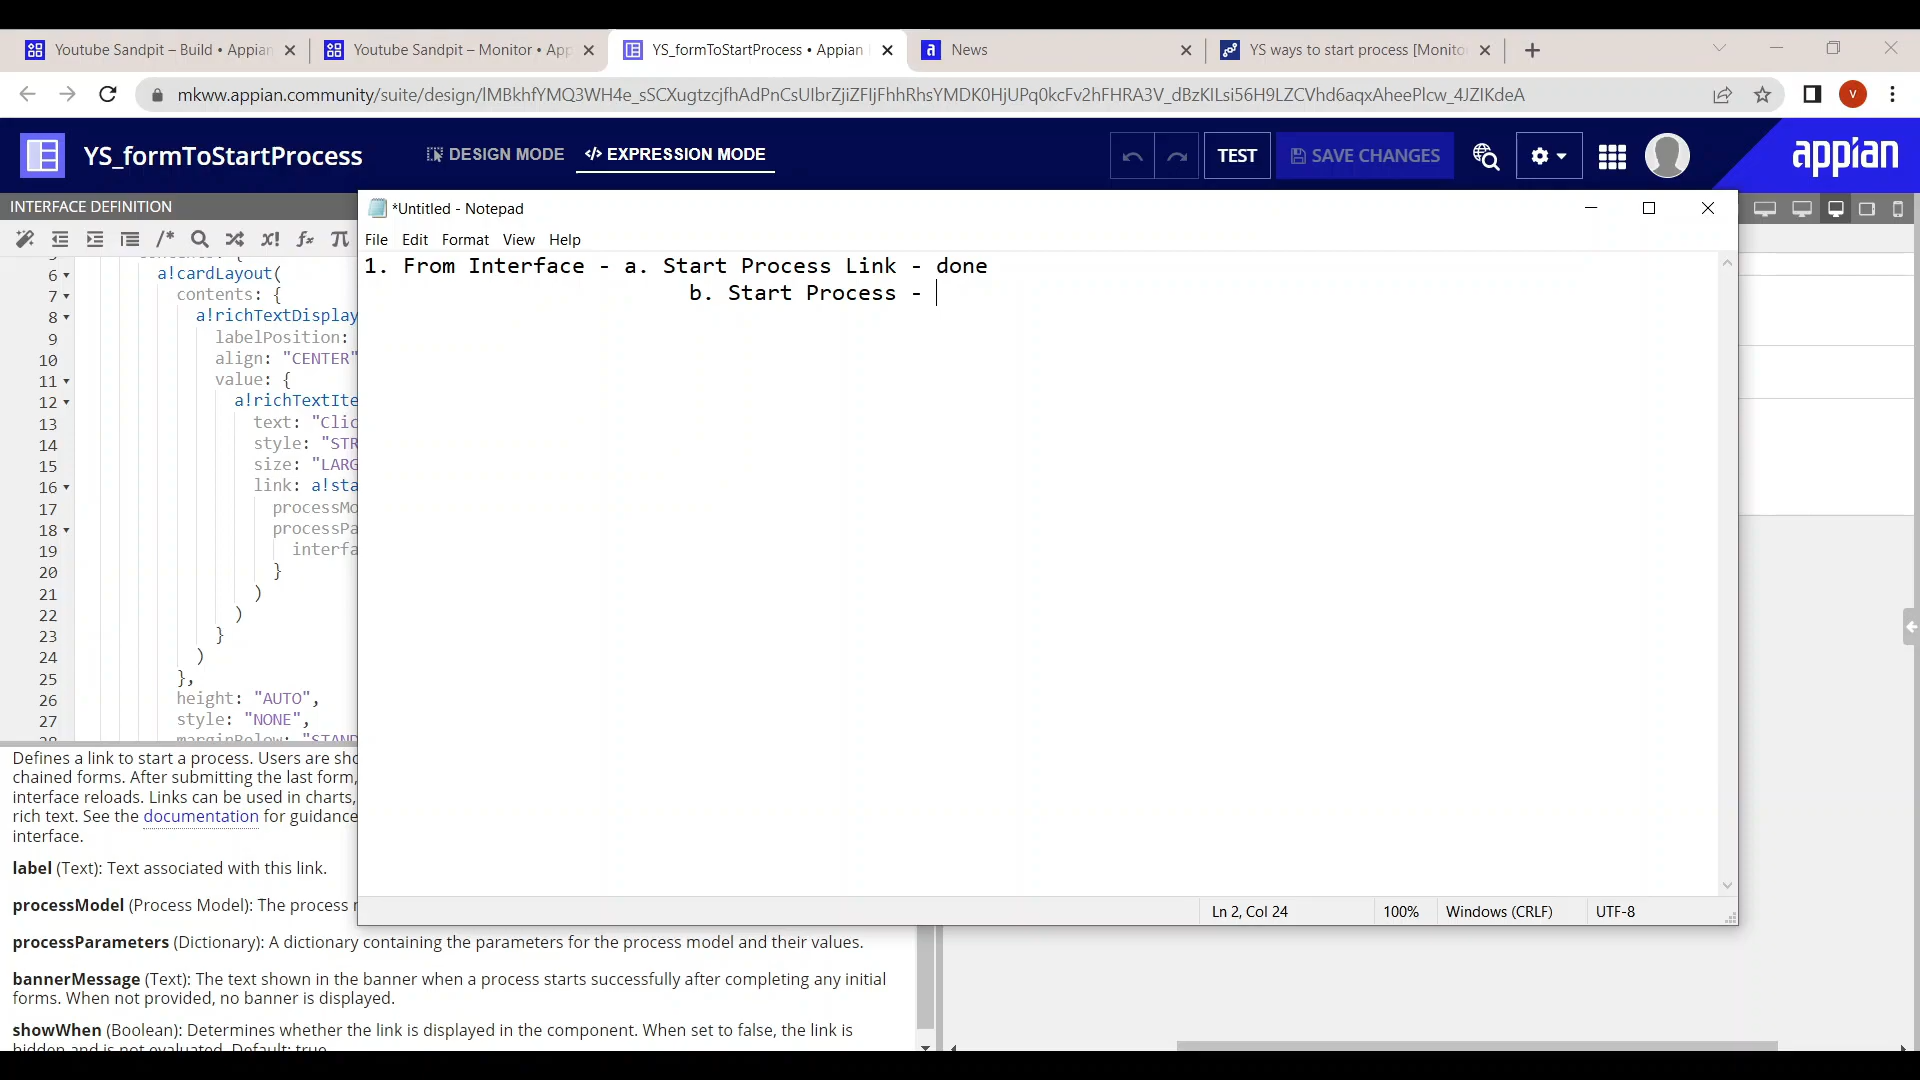 Youtube Sandpit – Build • Appian
Youtube Sandpit – Monitor • App
YS_formToStartProcess • Appian
News
YS ways to start process [Monito
mkww.appian.community/suite/design/
V
YS_formToStartProcess
DESIGN MODE
</> EXPRESSION MODE
TEST
SAVE CHANGES
appian
INTERFACE DEFINITION
*Untitled - Notepad
File Edit Format View Help
1. From Interface - a. Start Process Link - done
b. Start Process -
6 a!cardLayout(
7 contents: {
8 a!richTextDisplay
9 labelPosition:
10 align: "CENTER"
11 value: {
12 a!richTextIte
13 text: "Clic
14 style: "STR
15 size: "LARG
16 link: a!sta
17 processMo
18 processPa
19 interfa
20 }
21 )
22 )
23 }
24 )
25 },
26 height: "AUTO",
27 style: "NONE",
28 marginBelow: "STAND
Defines a link to start a process. Users are sho
chained forms. After submitting the last form,
interface reloads. Links can be used in charts,
rich text. See the documentation for guidance
interface.
label (Text): Text associated with this link.
processModel (Process Model): The process r
processParameters (Dictionary): A dictionary containing the parameters for the process model and their values.
bannerMessage (Text): The text shown in the banner when a process starts successfully after completing any initial
forms. When not provided, no banner is displayed.
showWhen (Boolean): Determines whether the link is displayed in the component. When set to false, the link is
hidden and is not evaluated. Default: true.
Ln 2, Col 24
100%
Windows (CRLF)
UTF-8